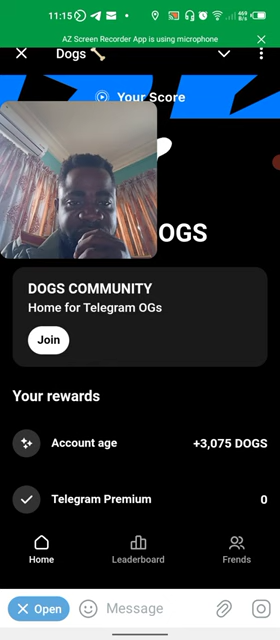 11:15
469 B/s
AZ Screen Recorder App is using microphone
Dogs
Your Score
OGS
DOGS COMMUNITY
Home for Telegram OGs
Join
Your rewards
Account age +3,075 DOGS
Telegram Premium 0
Home Leaderboard Frends
Open Message